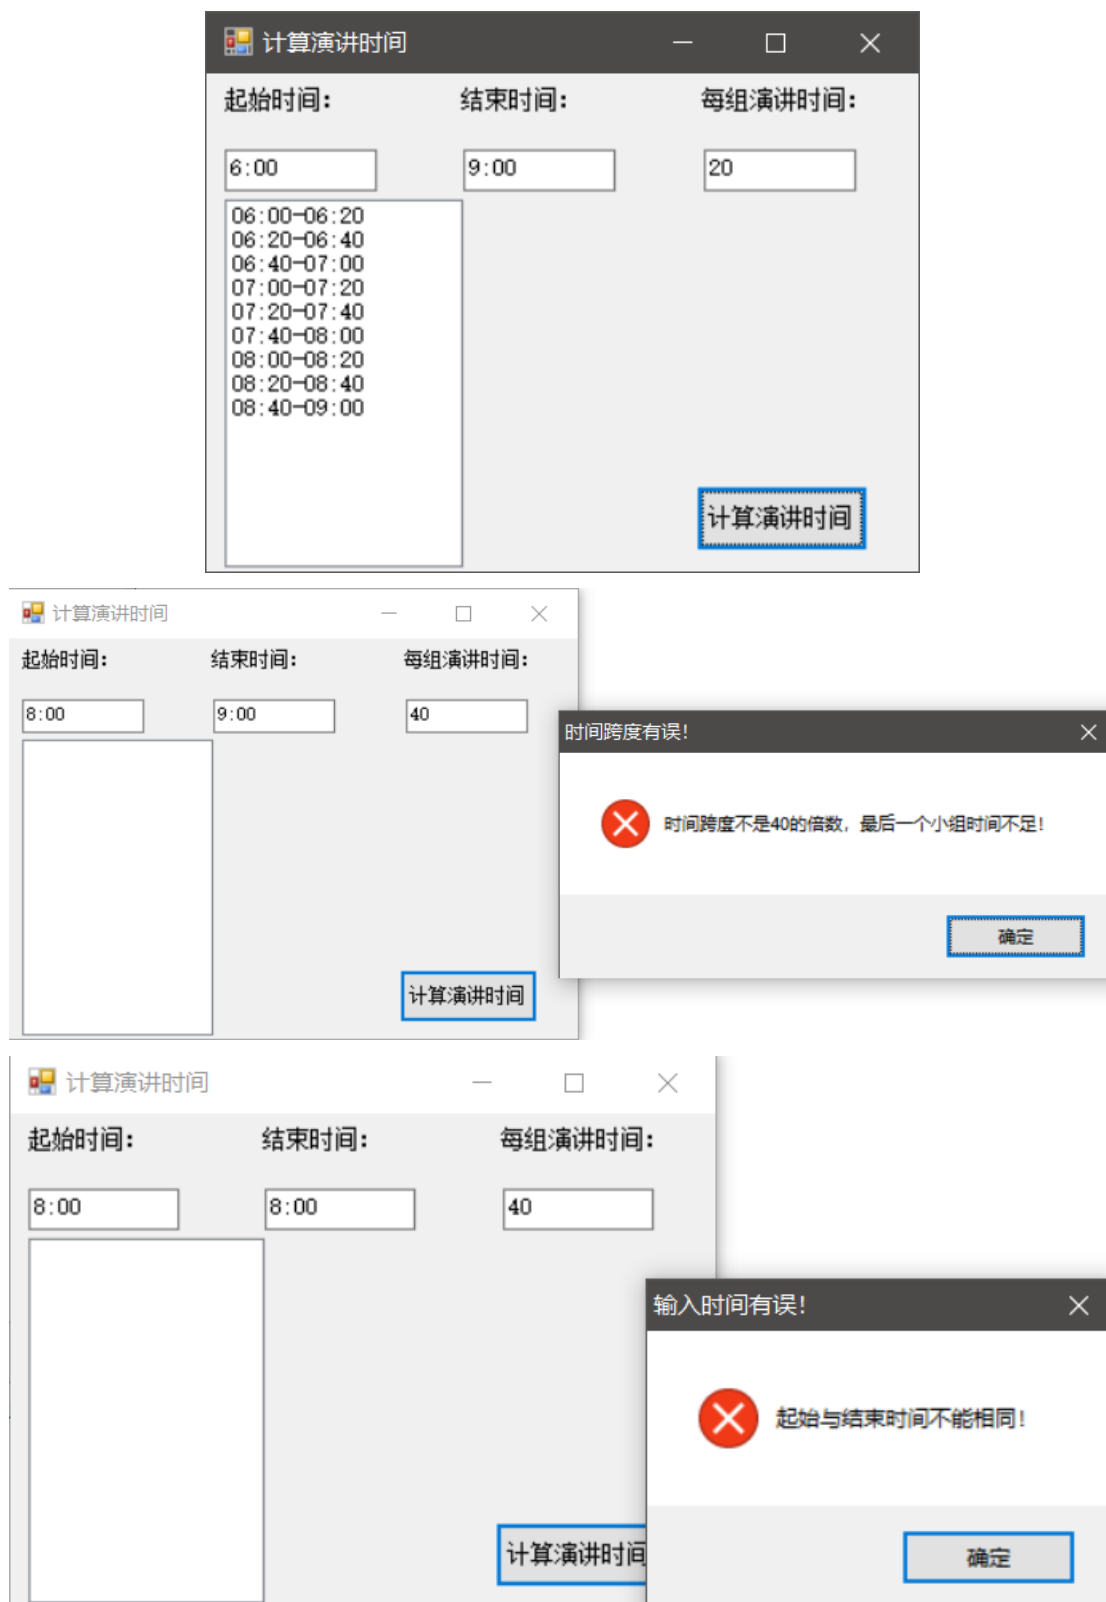 计算演讲时间
起始时间: 结束时间: 每组演讲时间:
6:00 9:00 20
06:00-06:20
06:20-06:40
06:40-07:00
07:00-07:20
07:20-07:40
07:40-08:00
08:00-08:20
08:20-08:40
08:40-09:00
计算演讲时间
计算演讲时间
起始时间: 结束时间: 每组演讲时间:
8:00 9:00 40
计算演讲时间
时间跨度有误!
时间跨度不是40的倍数，最后一个小组时间不足!
确定
计算演讲时间
起始时间: 结束时间: 每组演讲时间:
8:00 8:00 40
计算演讲时间
输入时间有误!
起始与结束时间不能相同!
确定